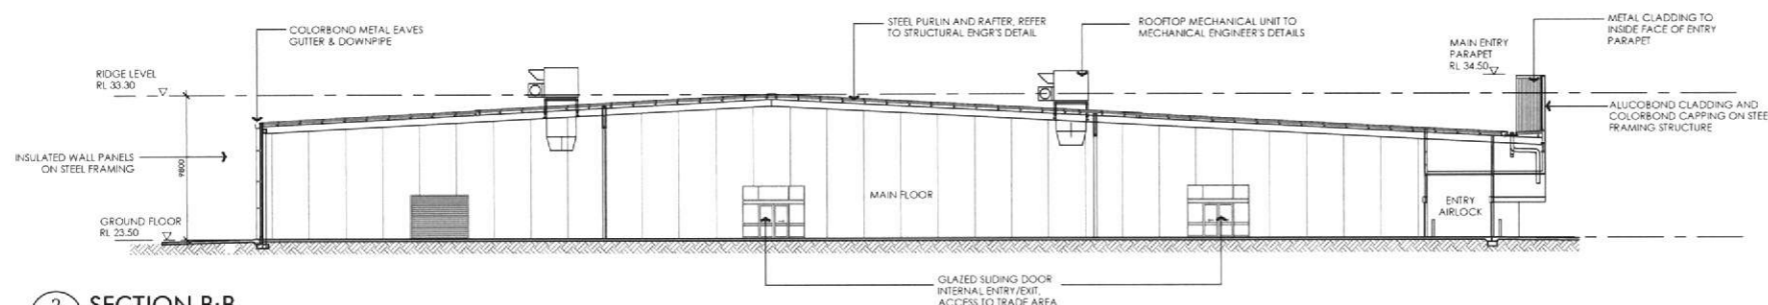 COLORBOND METAL EAVES
GUTTER & DOWNPIPE
STEEL PURLIN AND RAFTER, REFER
TO STRUCTURAL ENGR'S DETAIL
ROOFTOP MECHANICAL UNIT TO
MECHANICAL ENGINEER'S DETAILS
METAL CLADDING TO
INSIDE FACE OF ENTRY
PARAPET
MAIN ENTRY
PARAPET
RL 34.50
RIDGE LEVEL
RL 33.30
ALUCOBOND CLADDING AND
COLORBOND CAPPING ON STEE
FRAMING STRUCTURE
INSULATED WALL PANELS
ON STEEL FRAMING
9800
MAIN FLOOR
ENTRY
AIRLOCK
GROUND FLOOR
RL 23.50
GLAZED SLIDING DOOR
INTERNAL ENTRY/EXIT,
ACCESS TO TRADE AREA
2 SECTION B:B